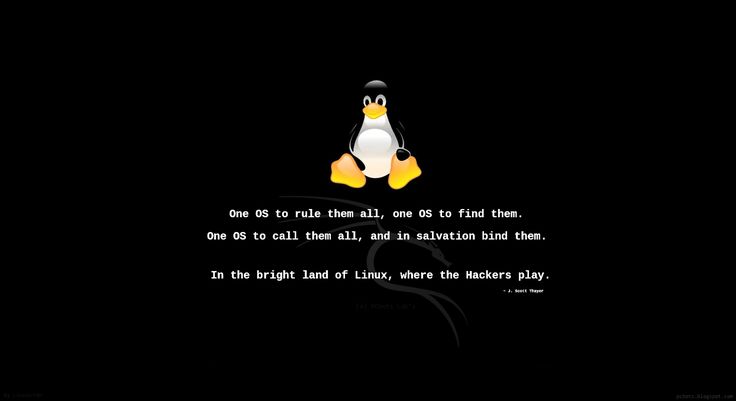 One OS to rule them all, one OS to find them.
One OS to call them all, and in salvation bind them.
In the bright land of Linux, where the Hackers play.
~ J. Scott Thayer